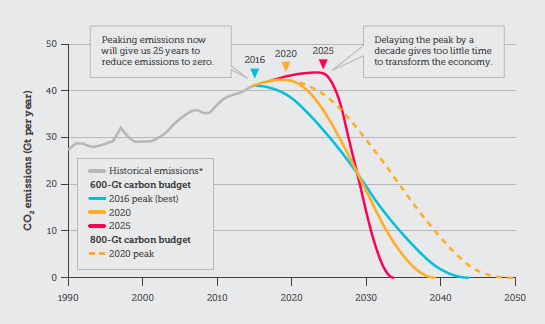 Peaking emissions now
will give us 25 years to
reduce emissions to zero.
Delaying the peak by a
decade gives too little time
to transform the economy.
2016
2020
2025
CO2 emissions (Gt per year)
50
40
30
20
10
0
Historical emissions*
600-Gt carbon budget
2016 peak (best)
2020
2025
800-Gt carbon budget
2020 peak
1990
2000
2010
2020
2030
2040
2050